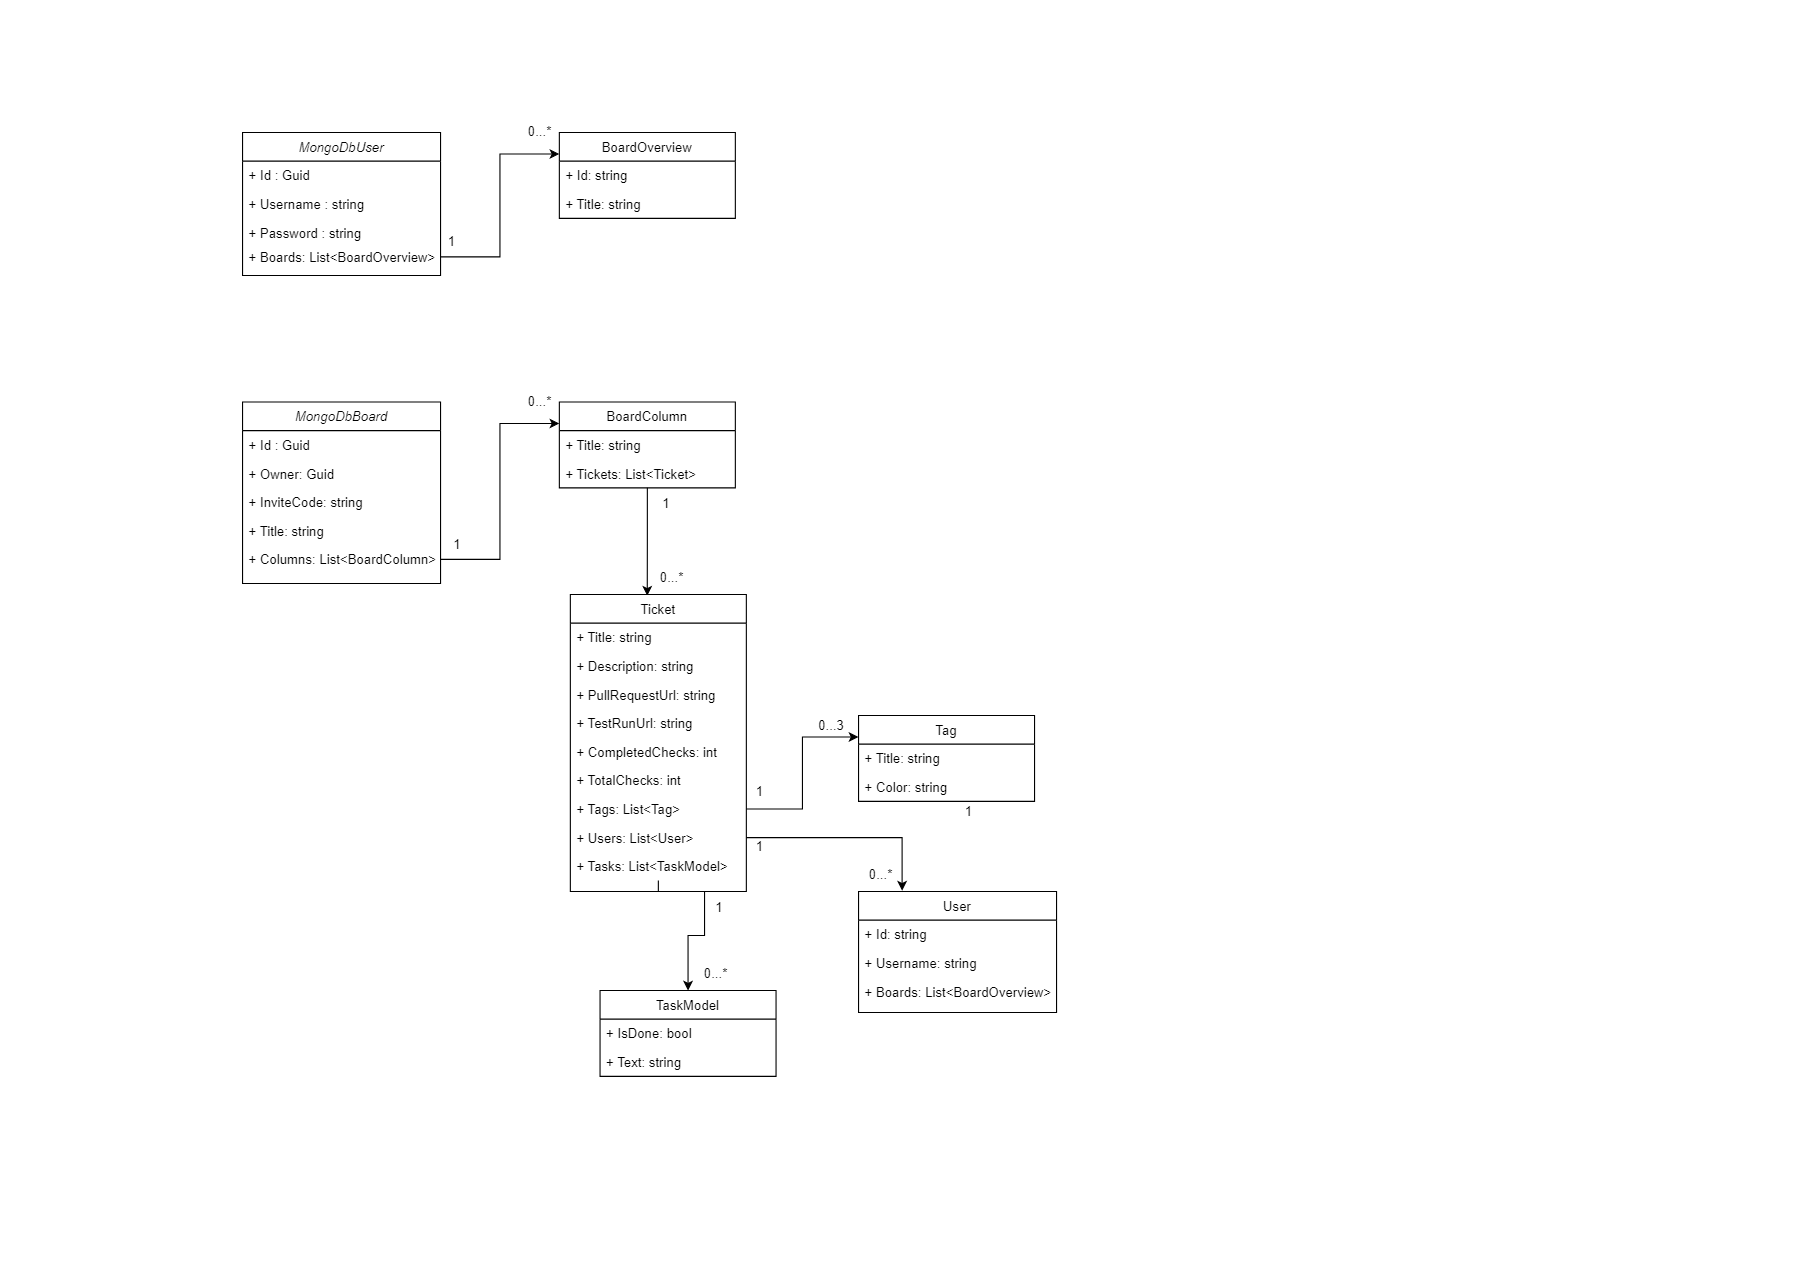 MongoDbUser
+ Id : Guid
+ Username : string
+ Password : string
+ Boards: List<BoardOverview>
1
0...*
BoardOverview
+ Id: string
+ Title: string
MongoDbBoard
+ Id : Guid
+ Owner: Guid
+ InviteCode: string
+ Title: string
+ Columns: List<BoardColumn>
1
0...*
BoardColumn
+ Title: string
+ Tickets: List<Ticket>
1
0...*
Ticket
+ Title: string
+ Description: string
+ PullRequestUrl: string
+ TestRunUrl: string
+ CompletedChecks: int
+ TotalChecks: int
+ Tags: List<Tag>
+ Users: List<User>
+ Tasks: List<TaskModel>
1
0...3
Tag
+ Title: string
+ Color: string
1
1
0...*
User
+ Id: string
+ Username: string
+ Boards: List<BoardOverview>
1
0...*
TaskModel
+ IsDone: bool
+ Text: string